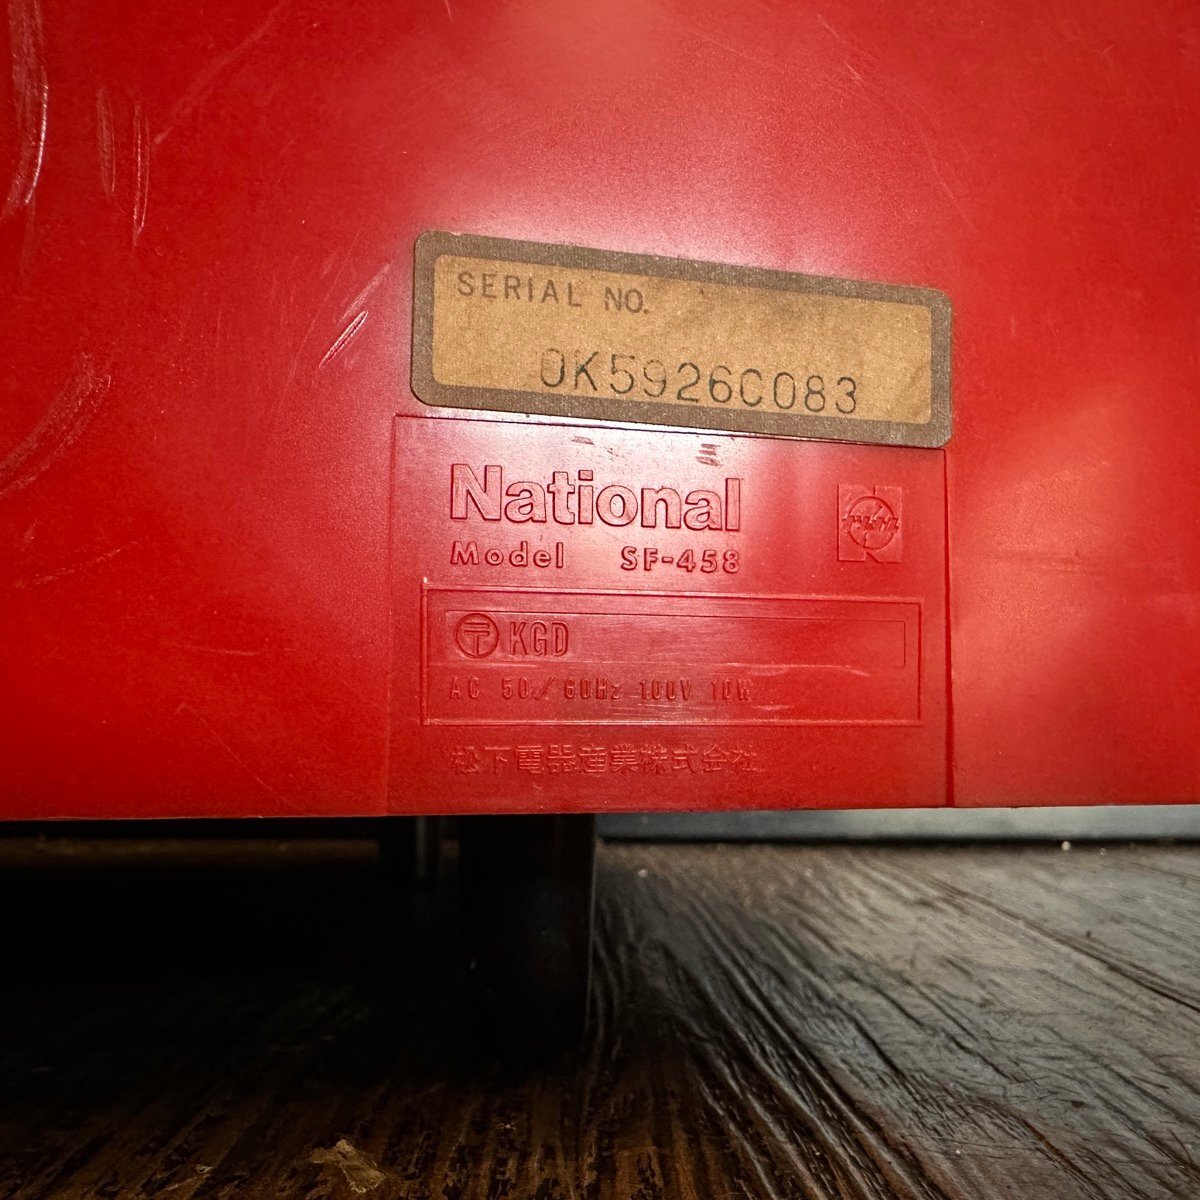 SERIAL NO.
0K5926C083
National
Model SF-458
〒 KGD
AC 50/60Hz 100V 10W
松下電器産業株式会社